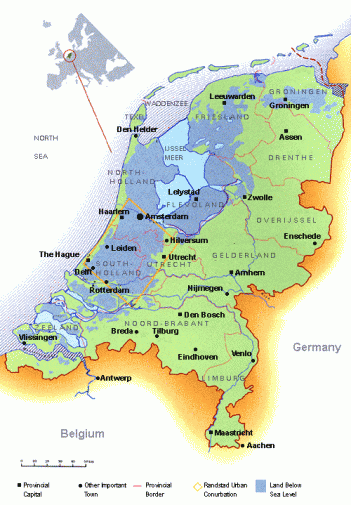 GRONINGEN
Leeuwarden
Groningen
WADDENZEE
FRIESLAND
TEXEL
Den Helder
Assen
NORTH
SEA
IJSSEL
MEER
DRENTHE
NORTH-
HOLLAND
Lelystad
Zwolle
FLEVOLAND
Haarlem
Amsterdam
OVERIJSSEL
Enschede
Hilversum
Leiden
The Hague
Utrecht
GELDERLAND
SOUTH-
HOLLAND
UTRECHT
Delft
Arnhem
Rotterdam
Nijmegen
Den Bosch
ZEELAND
NOORD-BRABANT
Vlissingen
Breda
Tilburg
Eindhoven
Venlo
Germany
Antwerp
LIMBURG
Belgium
Maastricht
Aachen
Provincial
Capital
Other Important
Town
Provincial
Border
Randstad Urban
Conurbation
Land Below
Sea Level